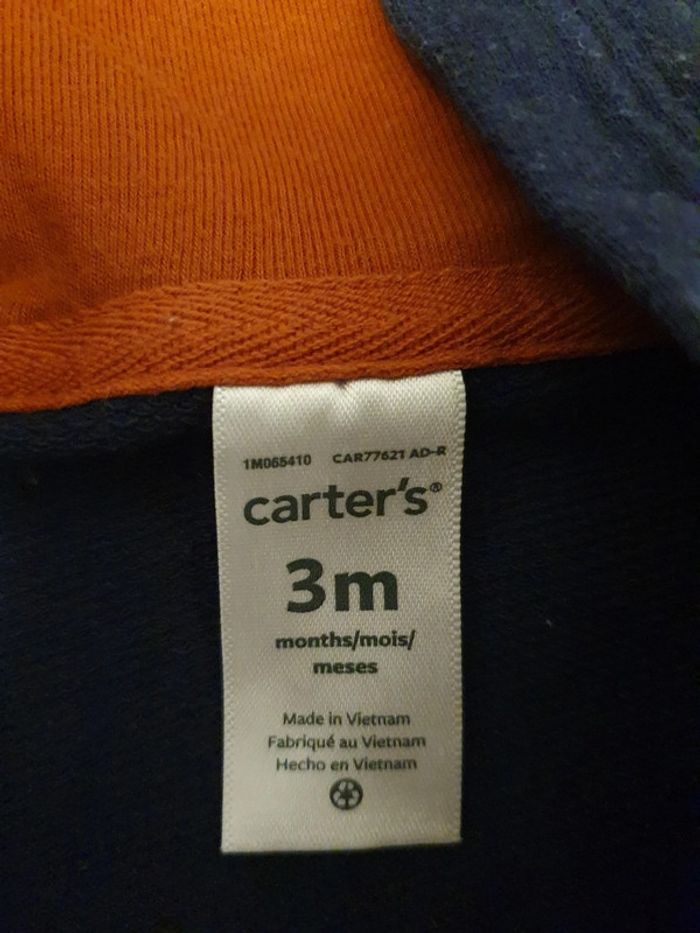 1M065410 CAR77621 AD-R
carter's®
3m
months/mois/
meses
Made in Vietnam
Fabriqué au Vietnam
Hecho en Vietnam